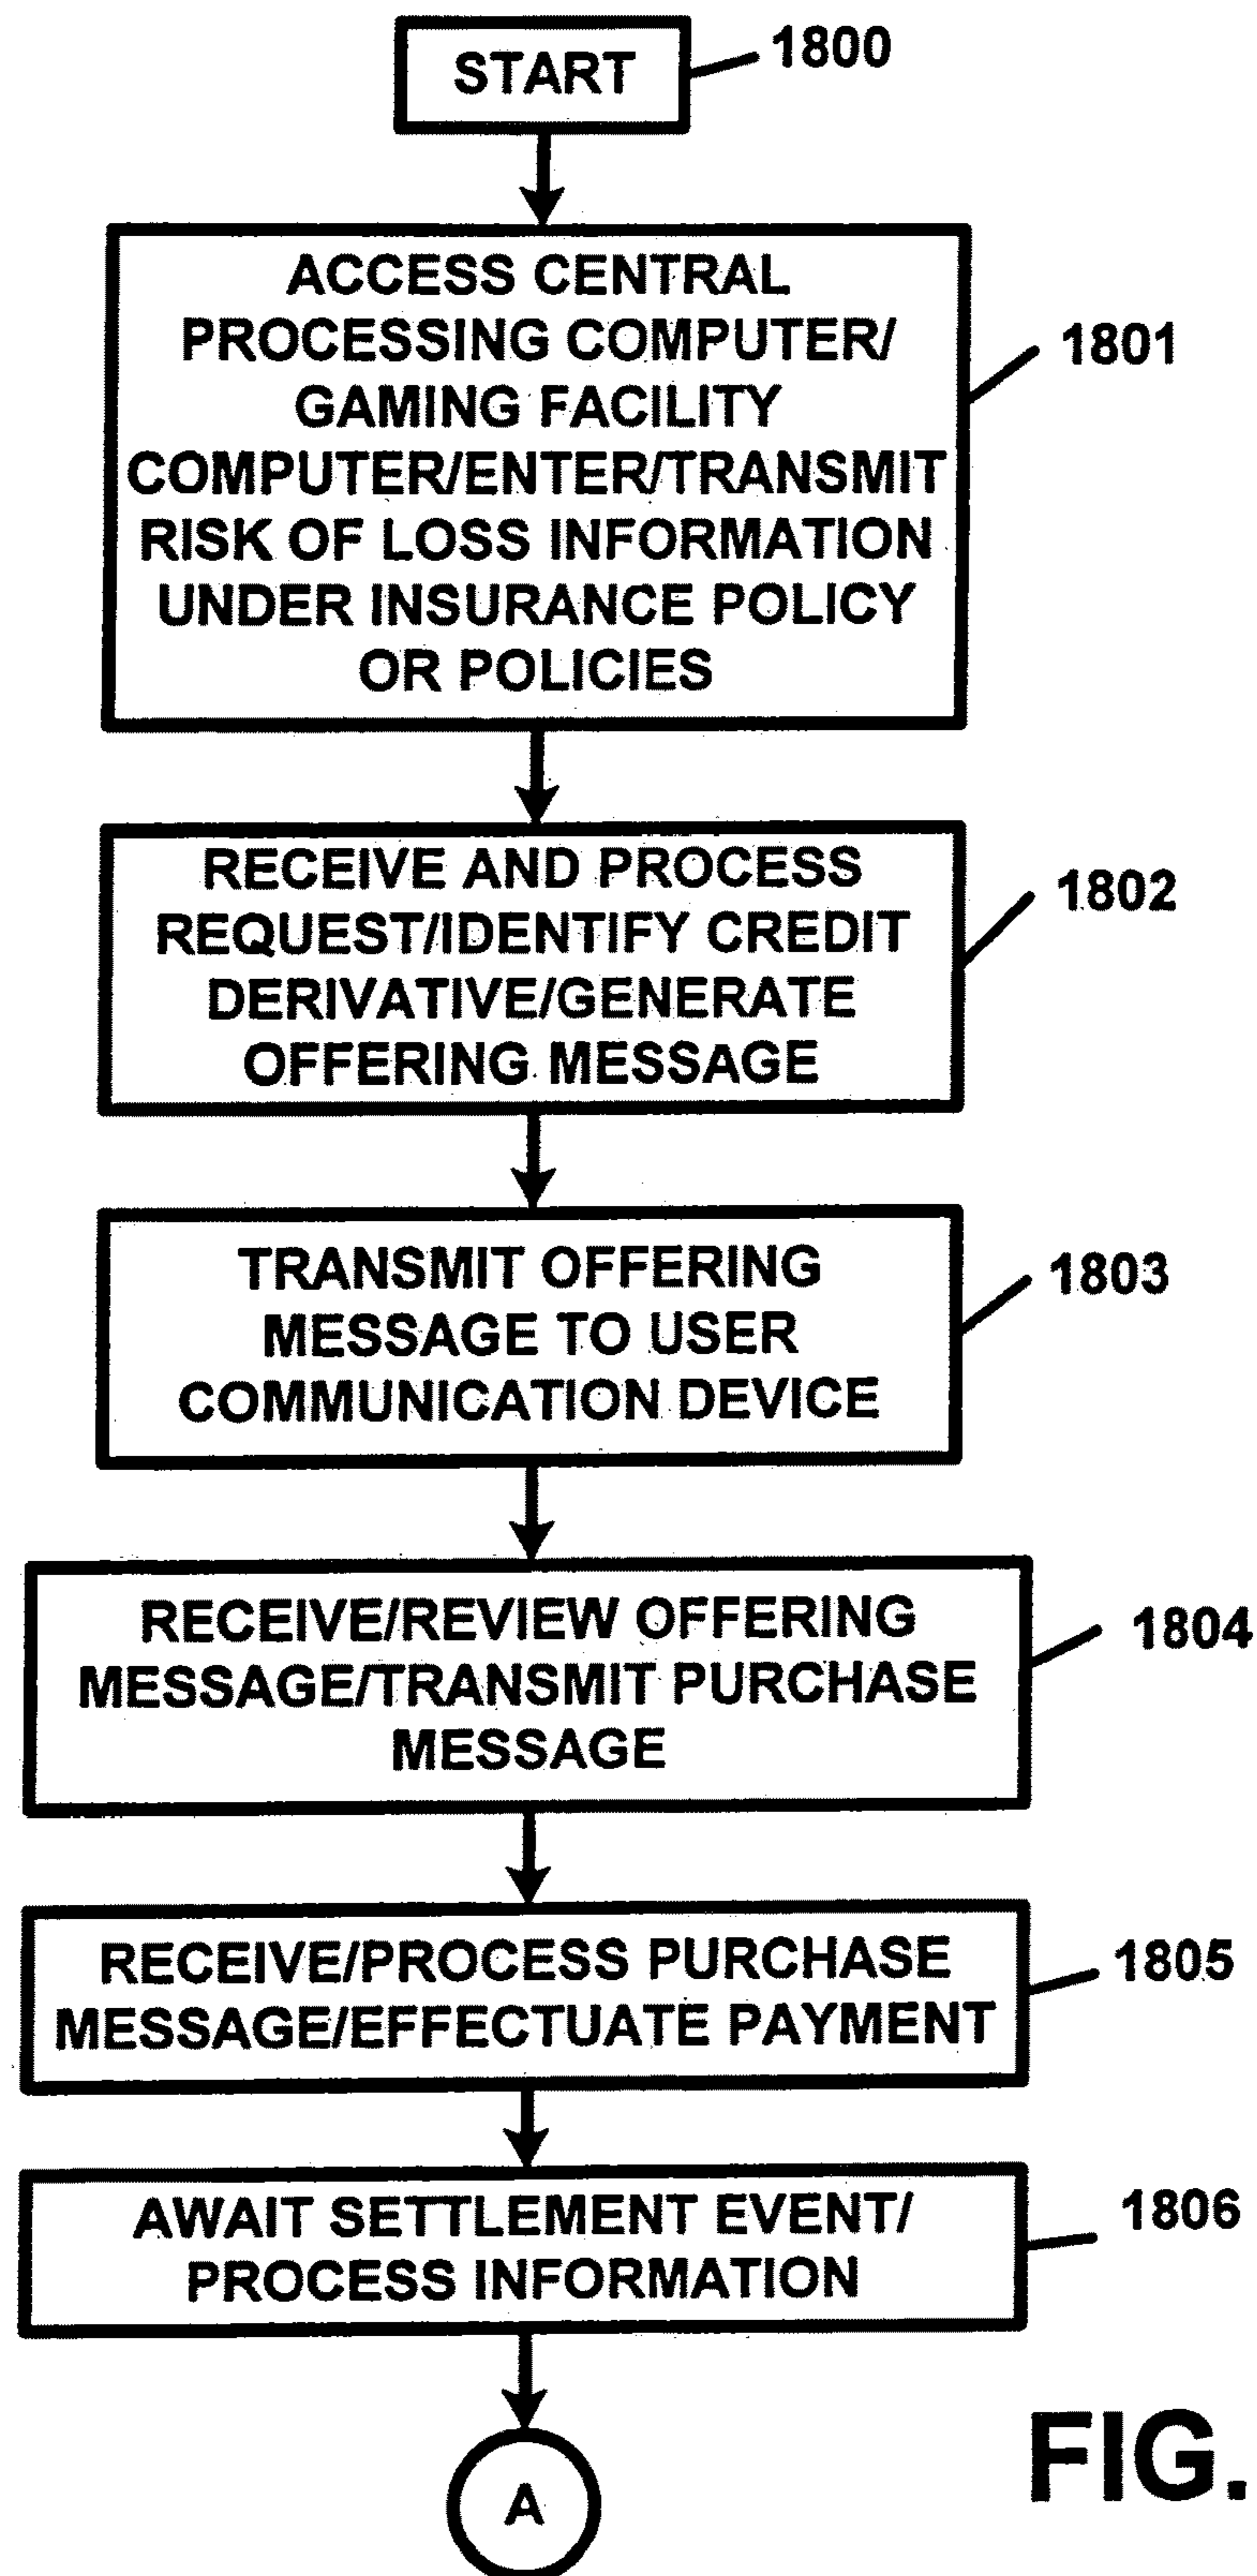 START
1800
ACCESS CENTRAL
PROCESSING COMPUTER/
GAMING FACILITY
COMPUTER/ENTER/TRANSMIT
RISK OF LOSS INFORMATION
UNDER INSURANCE POLICY
OR POLICIES
1801
RECEIVE AND PROCESS
REQUEST/IDENTIFY CREDIT
DERIVATIVE/GENERATE
OFFERING MESSAGE
1802
TRANSMIT OFFERING
MESSAGE TO USER
COMMUNICATION DEVICE
1803
RECEIVE/REVIEW OFFERING
MESSAGE/TRANSMIT PURCHASE
MESSAGE
1804
RECEIVE/PROCESS PURCHASE
MESSAGE/EFFECTUATE PAYMENT
1805
AWAIT SETTLEMENT EVENT/
PROCESS INFORMATION
1806
A
FIG.